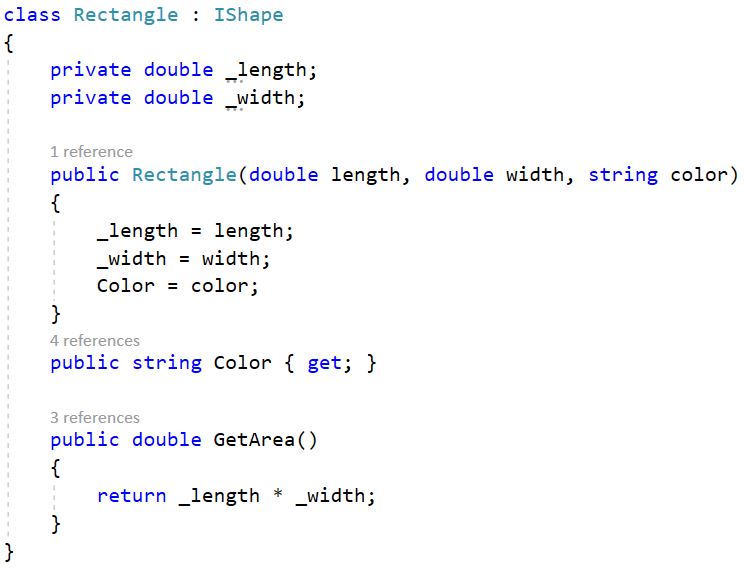 class Rectangle : IShape
{
    private double _length;
    private double _width;
1 reference
    public Rectangle(double length, double width, string color)
    {
        _length = length;
        _width = width;
        Color = color;
    }
4 references
    public string Color { get; }
3 references
    public double GetArea()
    {
        return _length * _width;
    }
}